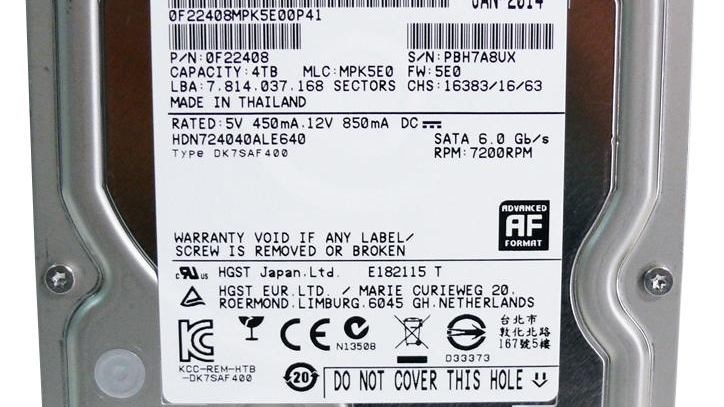 JAN-2014
0F22408MPK5E00P41
P/N:0F22408 S/N:PBH7A8UX
CAPACITY:4TB MLC:MPK5E0 FW:5E0
LBA:7.814.037.168 SECTORS CHS:16383/16/63
MADE IN THAILAND
RATED:5V 450mA.12V 850mA DC
HDN724040ALE640 SATA 6.0 Gb/s
Type DK7SAF400 RPM:7200RPM
ADVANCED
AF
FORMAT
WARRANTY VOID IF ANY LABEL/
SCREW IS REMOVED OR BROKEN
c UL us HGST Japan.Ltd. E182115 T
HGST EUR.LTD. / MARIE CURIEWEG 20.
ROERMOND.LIMBURG.6045 GH.NETHERLANDS
台北市
敦化北路
167號5樓
N13508
D33373
KCC-REM-HTB
-DK7SAF400
20
DO NOT COVER THIS HOLE